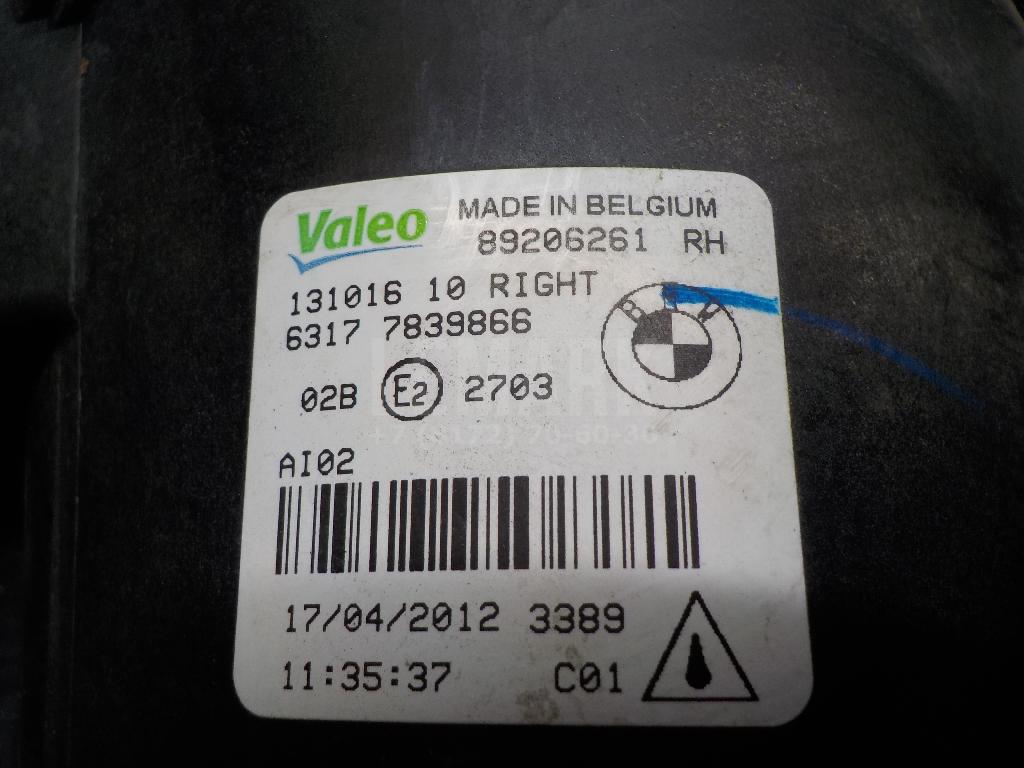 Valeo MADE IN BELGIUM
89206261 RH
131016 10 RIGHT
6317 7839866
02B E2 2703
AI02
17/04/2012 3389
11:35:37 C01